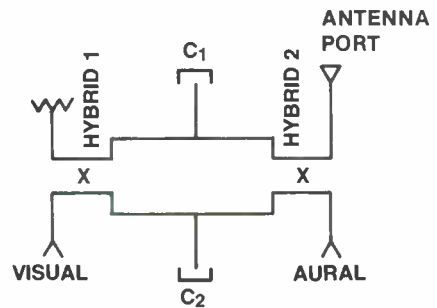 ANTENNA
PORT
C1
HYBRID 1
HYBRID 2
X
X
VISUAL
AURAL
C2